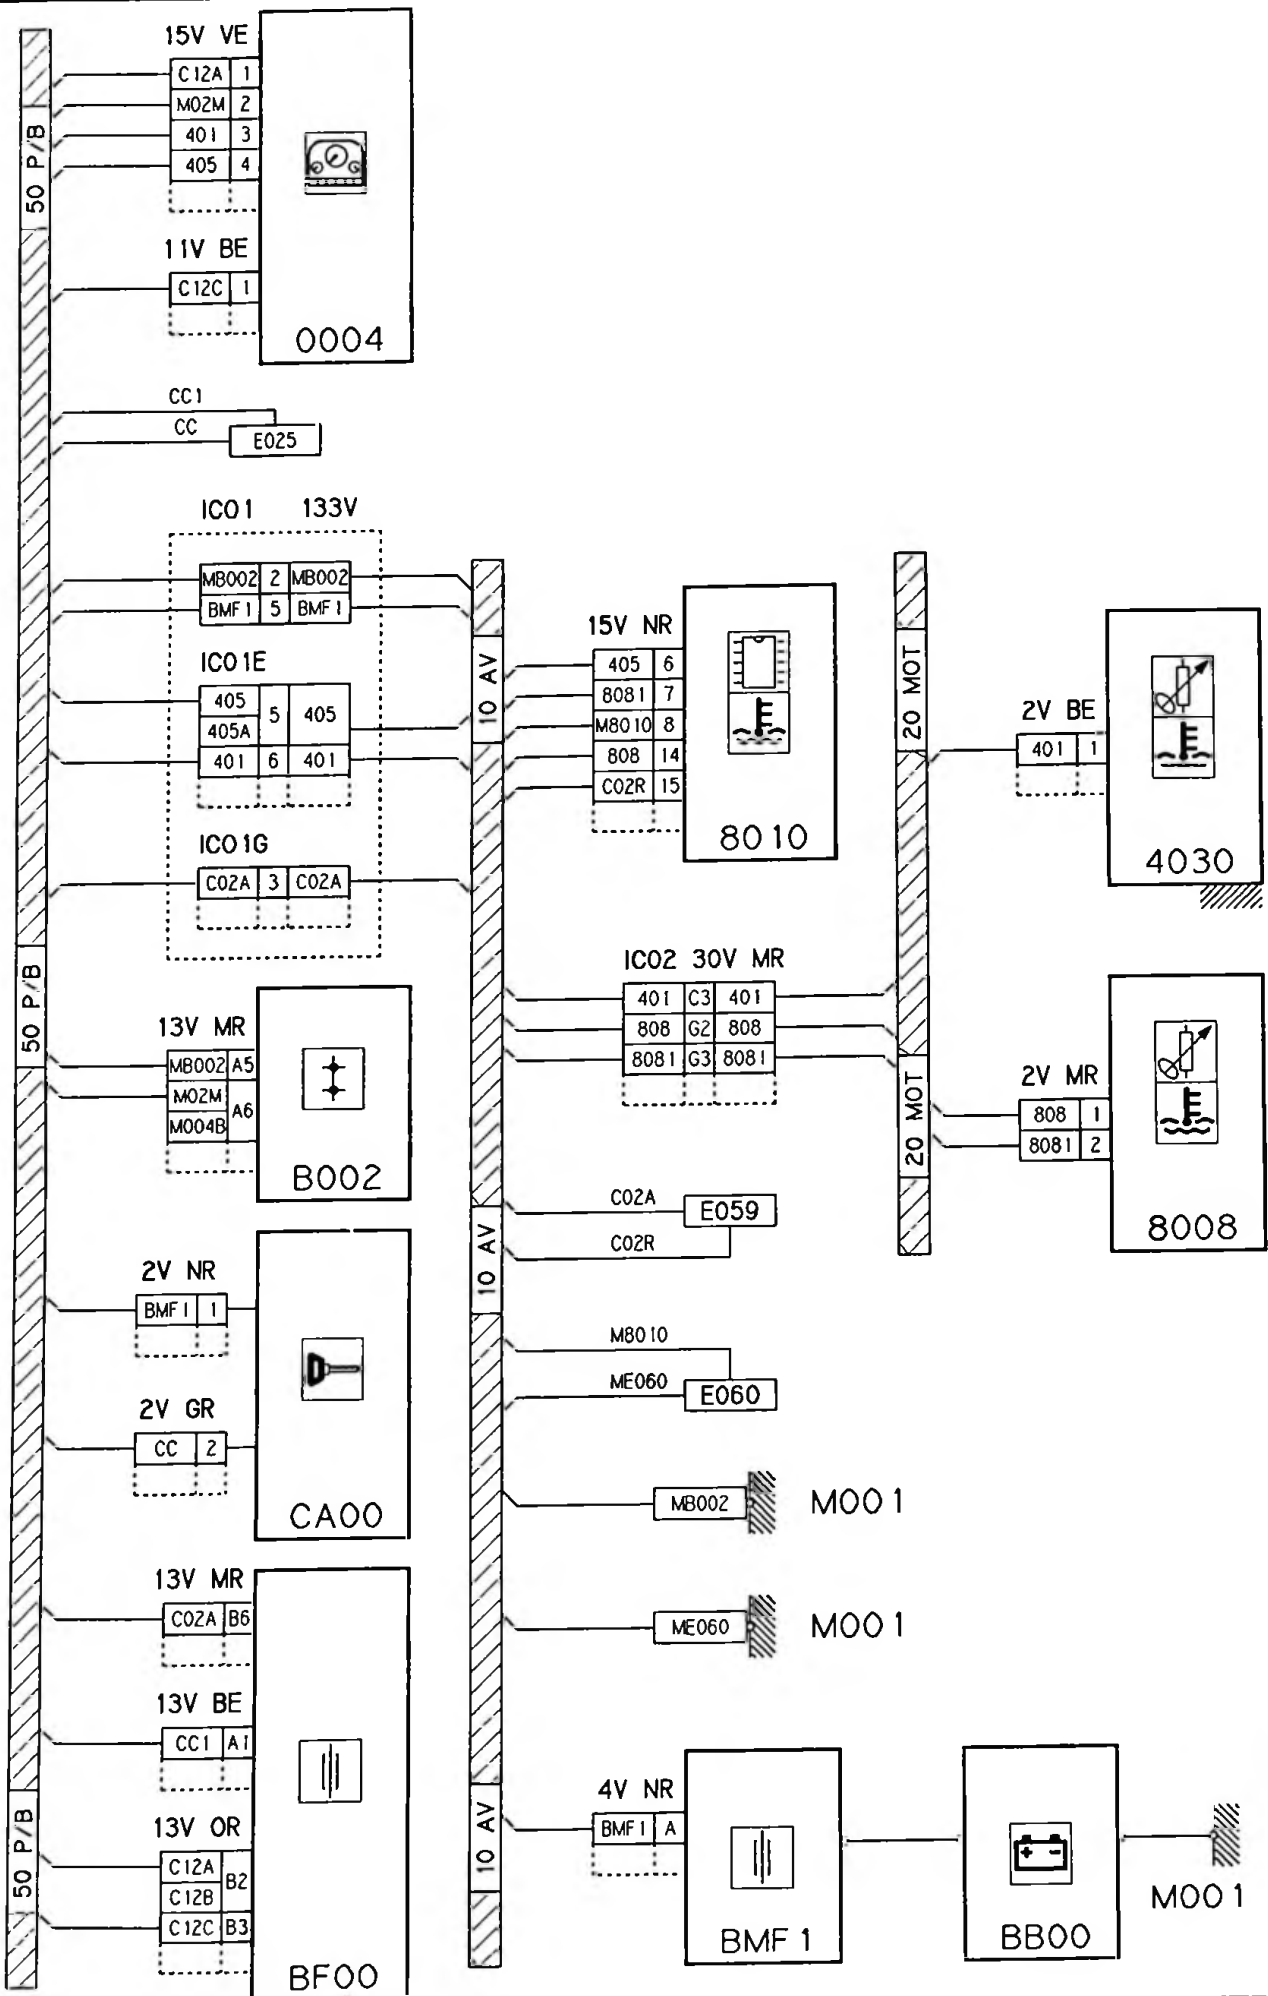 15V VE
C12A 1
M02M 2
401 3
405 4
50 P/B
11V BE
C12C 1
0004
CC1
CC
E025
IC01 133V
MB002 2 MB002
BMF1 5 BMF1
IC01E
405 5 405
405A
401 6 401
IC01G
C02A 3 C02A
50 P/B
13V MR
MB002 A5
M02M A6
M004B
B002
2V NR
BMF1 1
2V GR
CC 2
CA00
13V MR
C02A B6
13V BE
CC1 A1
13V OR
C12A B2
C12B
C12C B3
50 P/B
BF00
10 AV
15V NR
405 6
8081 7
M8010 8
808 14
C02R 15
8010
IC02 30V MR
401 C3 401
808 G2 808
8081 G3 8081
10 AV
C02A
E059
C02R
M8010
ME060
E060
MB002
M001
ME060
M001
10 AV
4V NR
BMF1 A
BMF1
BB00
M001
20 MOT
2V BE
401 1
4030
20 MOT
2V MR
808 1
8081 2
8008